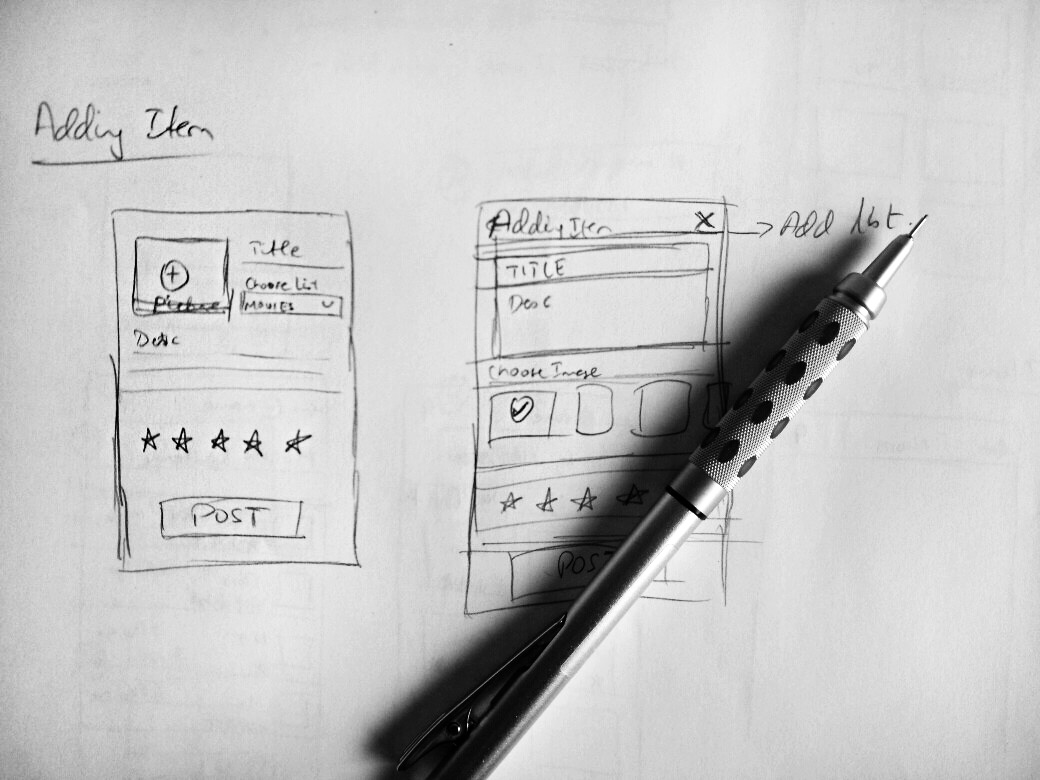 Adding Item
Title
Choose List
Picture
MOVIES
Desc
POST
Adding Item X
Add list
TITLE
Desc
Choose Image
POST